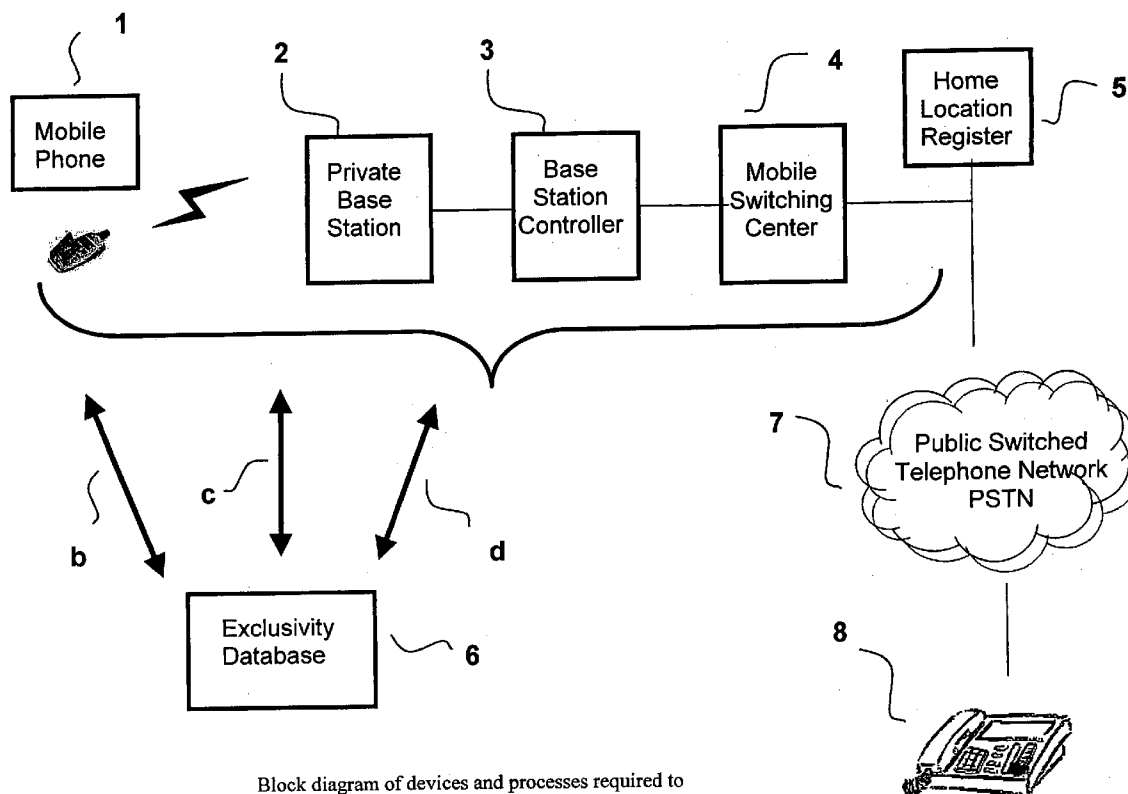 1
2
3
4
5
Mobile
Phone
Private
Base
Station
Base
Station
Controller
Mobile
Switching
Center
Home
Location
Register
7
Public Switched
Telephone Network
PSTN
b
c
d
Exclusivity
Database
6
8
Block diagram of devices and processes required to